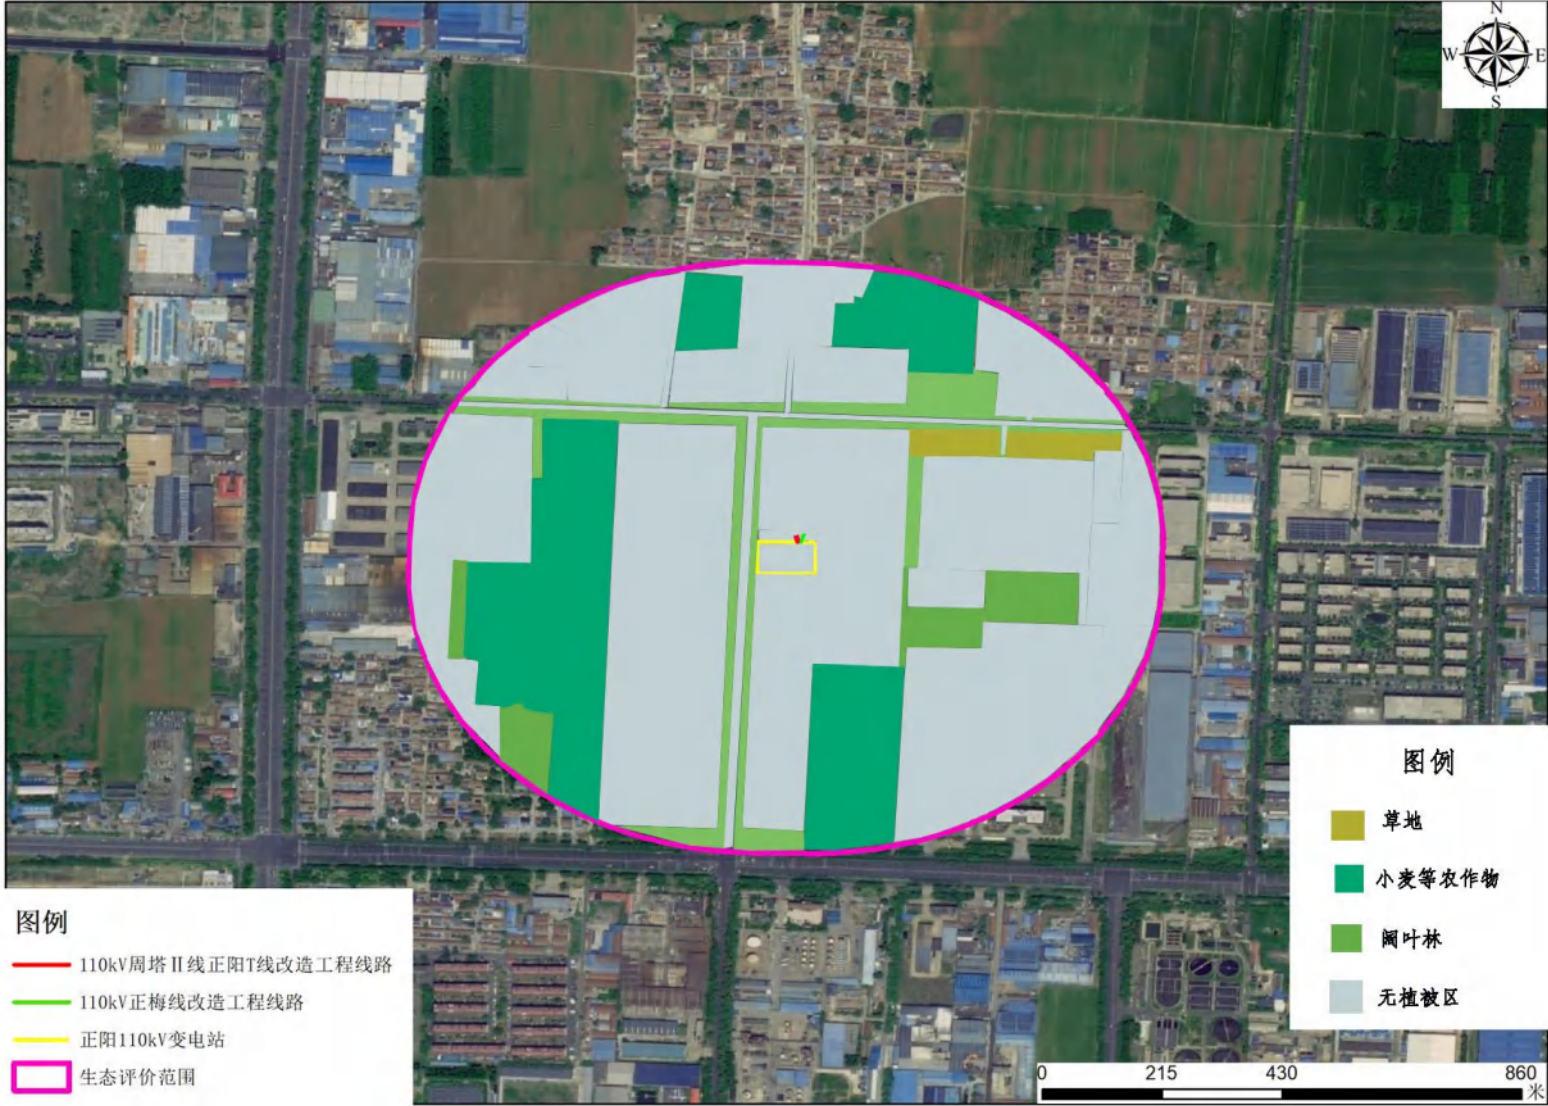 N
W E
S
图例
草地
小麦等农作物
阔叶林
无植被区
图例
110kV周塔Ⅱ线正阳T线改造工程线路
110kV正梅线改造工程线路
正阳110kV变电站
生态评价范围
0 215 430 860
米